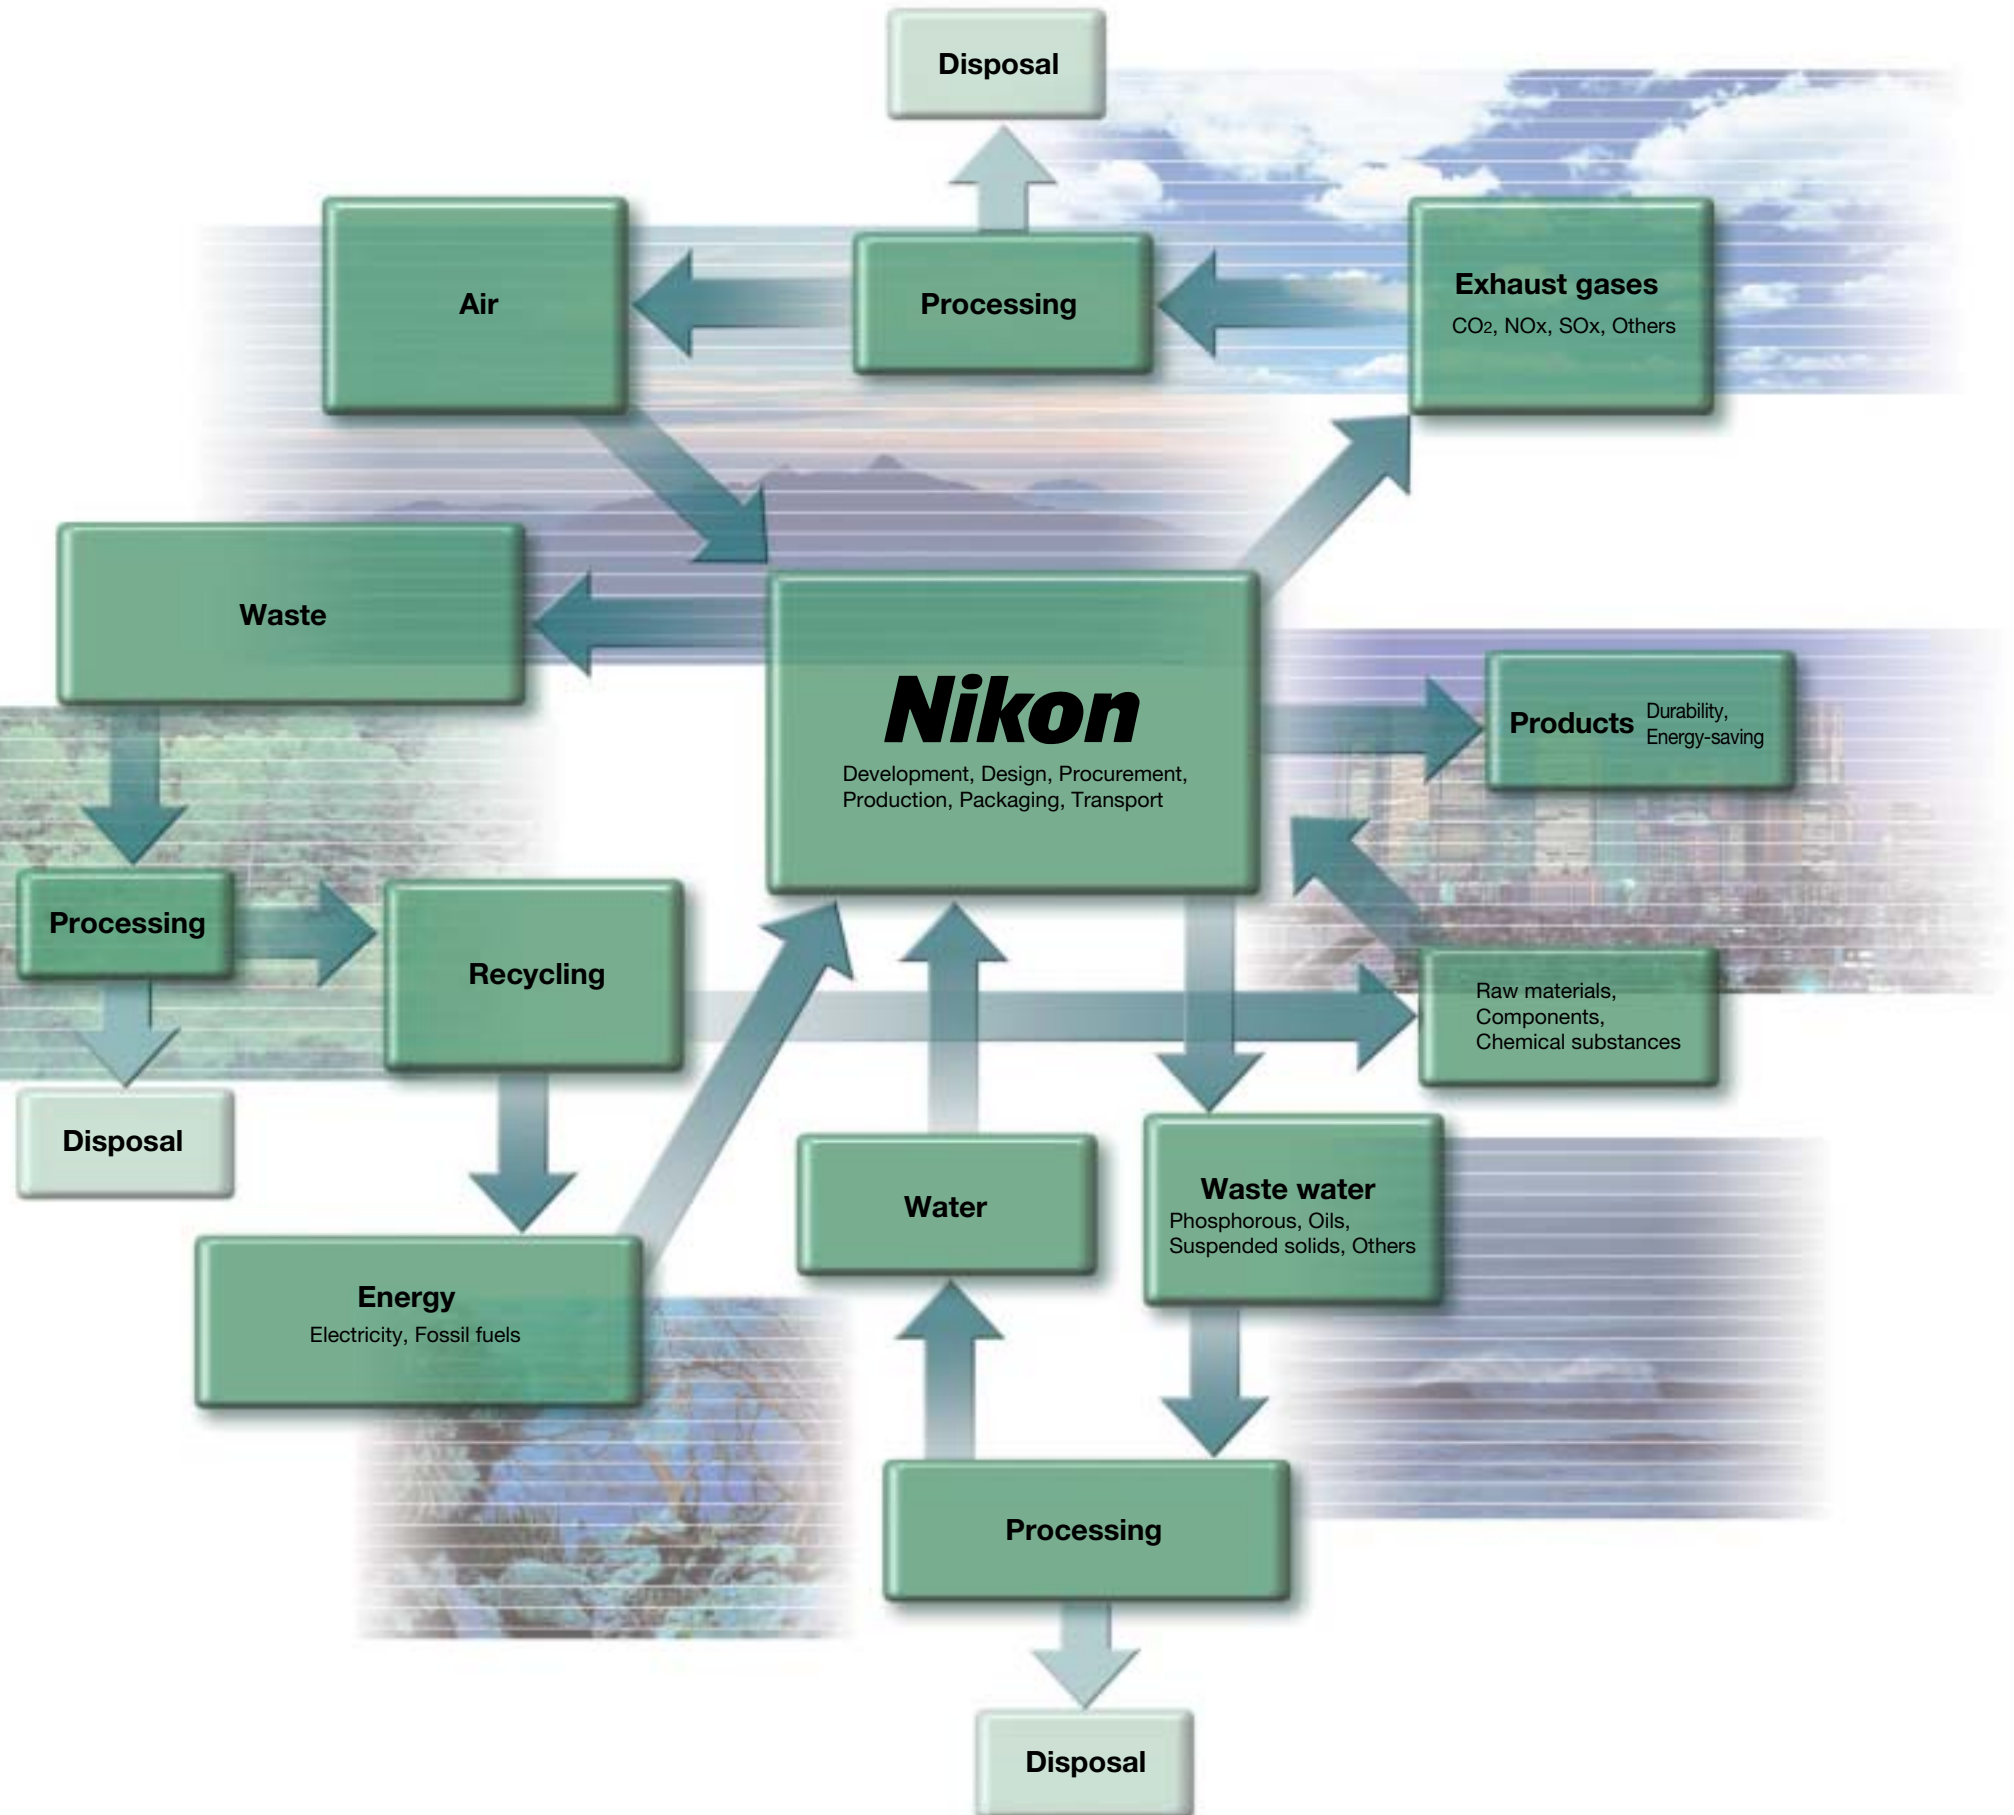 Disposal
Air
Processing
Exhaust gases
CO2, NOx, SOx, Others
Waste
Nikon
Development, Design, Procurement,
Production, Packaging, Transport
Products
Durability,
Energy-saving
Processing
Recycling
Raw materials,
Components,
Chemical substances
Disposal
Water
Waste water
Phosphorous, Oils,
Suspended solids, Others
Energy
Electricity, Fossil fuels
Processing
Disposal